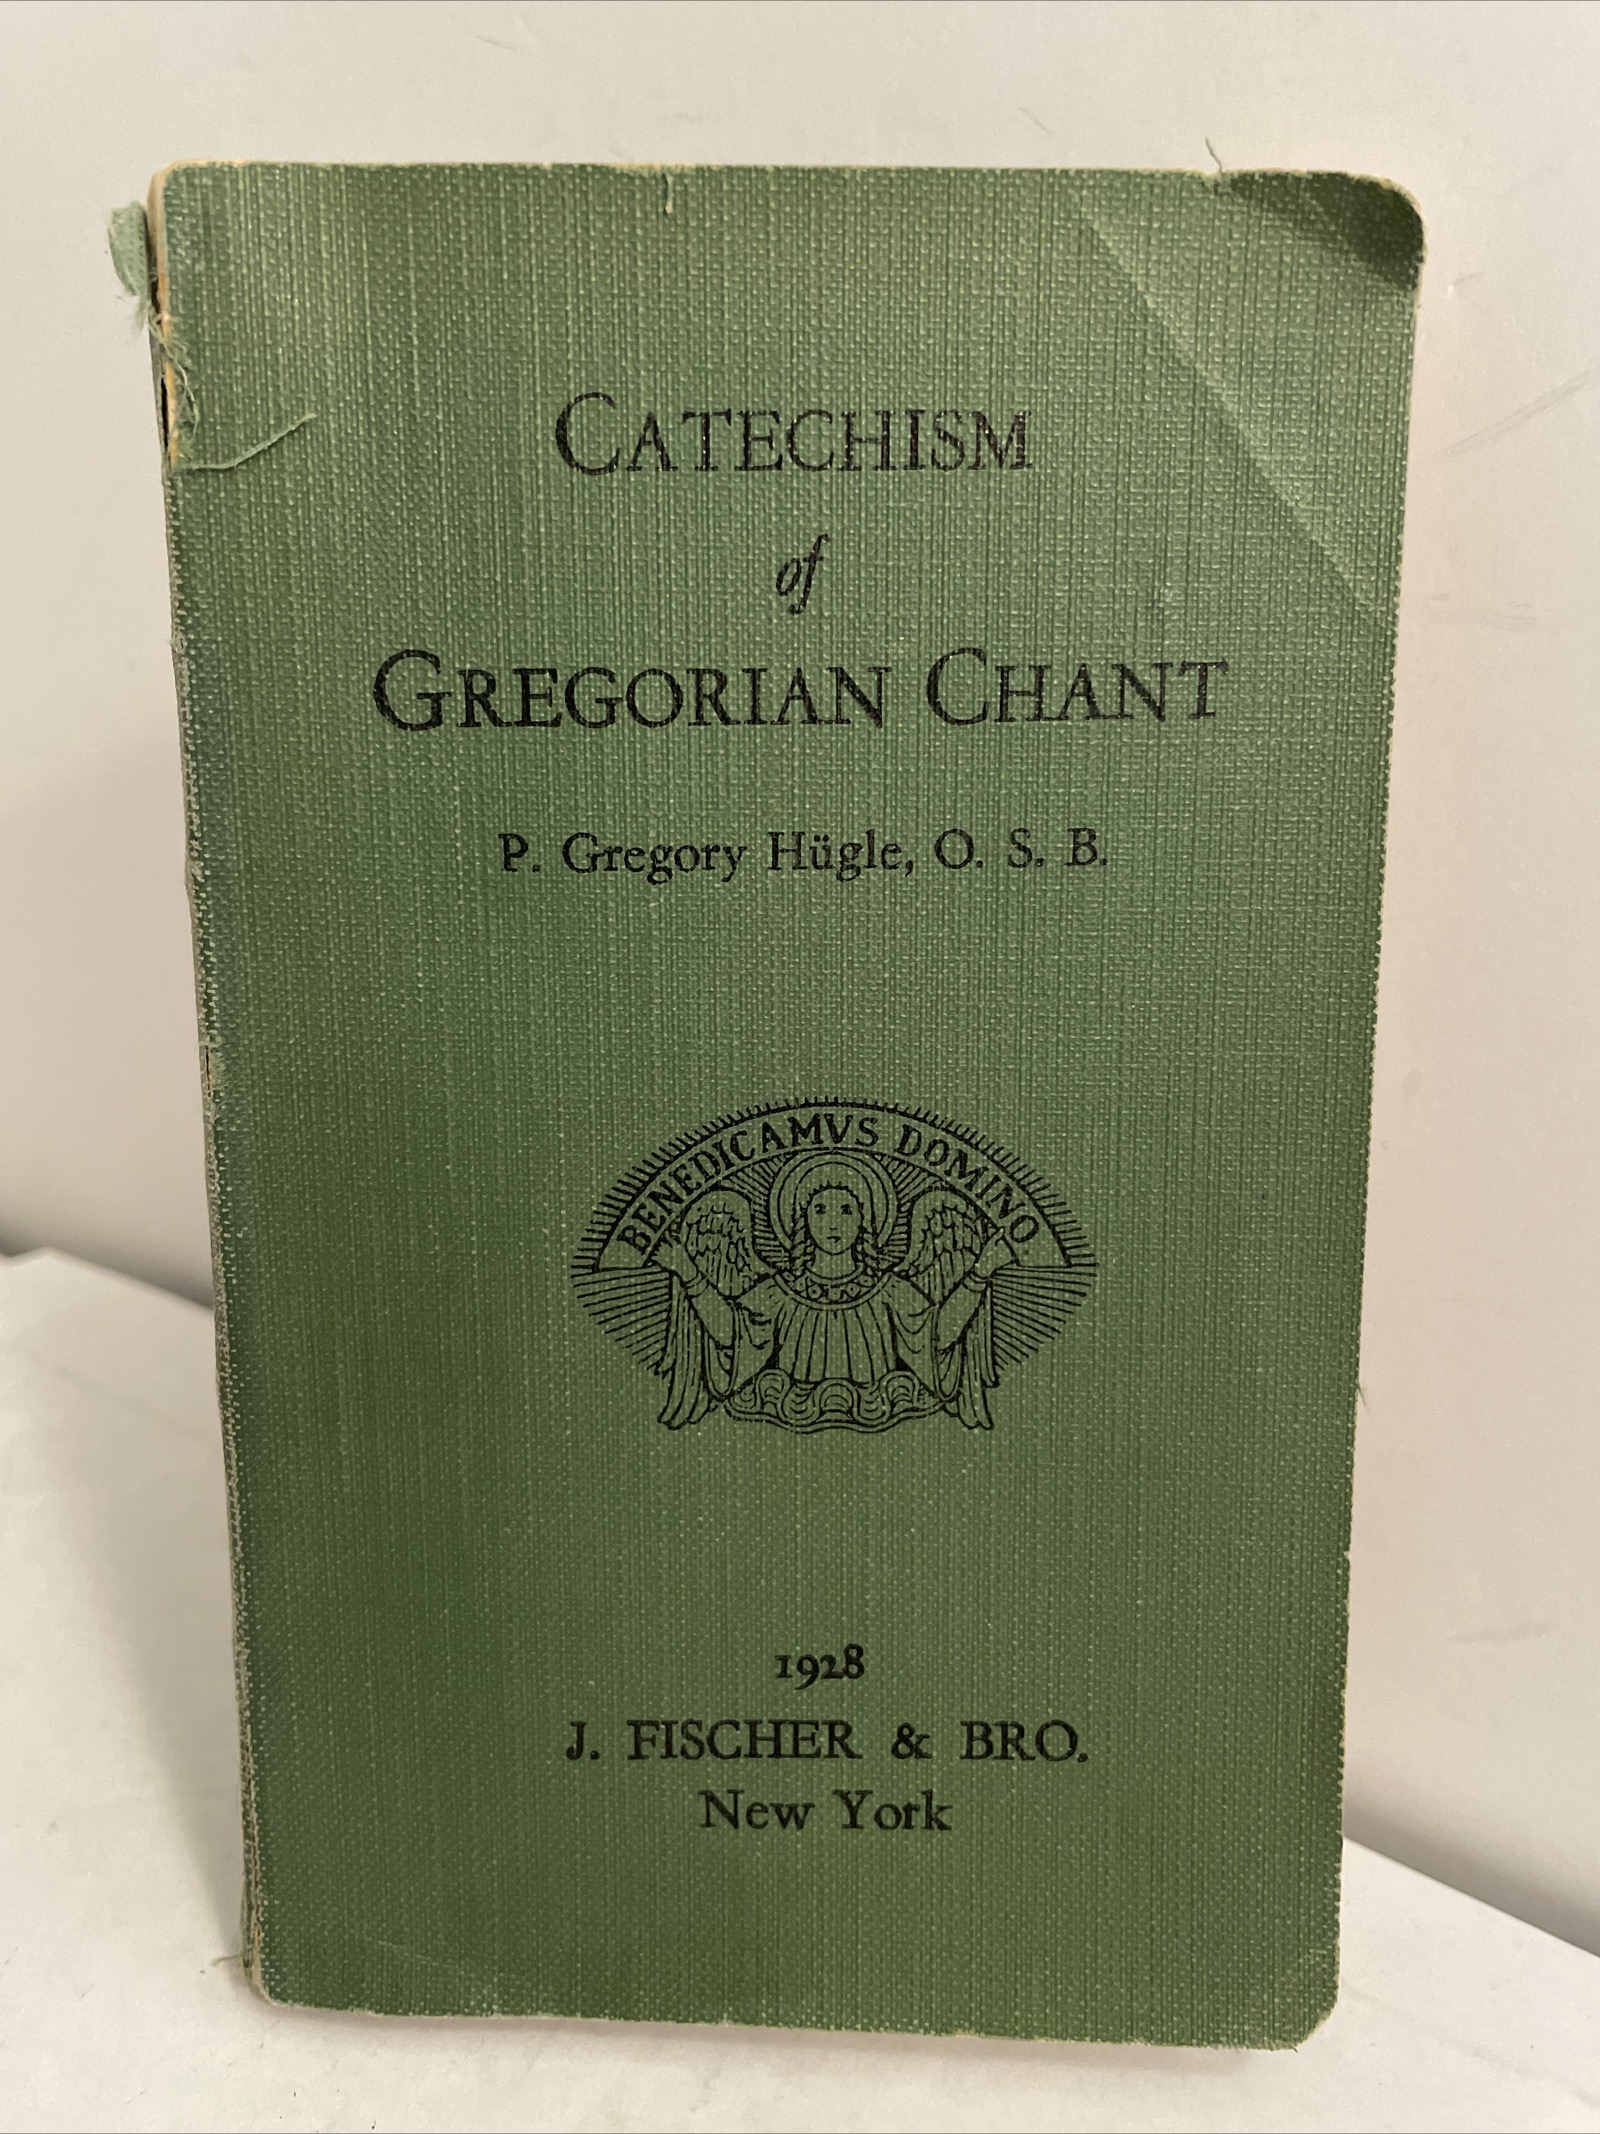 CATECHISM
of
GREGORIAN CHANT
P. Gregory Hügle, O. S. B.
BENEDICAMVS DOMINO
1928
J. FISCHER & BRO.
New York